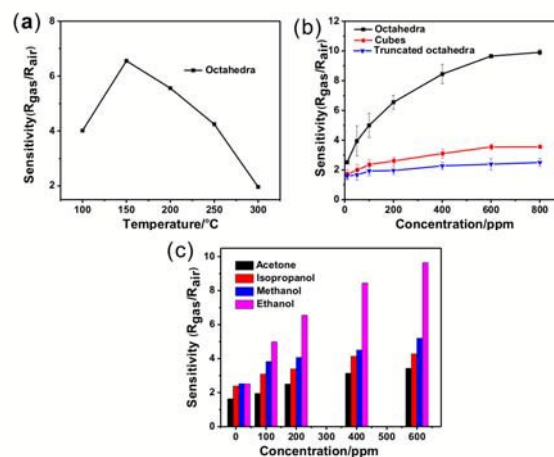 (a)
8
6
4
2
Sensitivity(Rgas/Rair)
Octahedra
100 150 200 250 300
Temperature/°C
(b)
12
10
8
6
4
2
0
Sensitivity(Rgas/Rair)
Octahedra
Cubes
Truncated octahedra
0 200 400 600 800
Concentration/ppm
(c)
10
8
6
4
2
0
Sensitivity (Rgas/Rair)
Acetone
Isopropanol
Methanol
Ethanol
0 100 200 300 400 500 600
Concentration/ppm